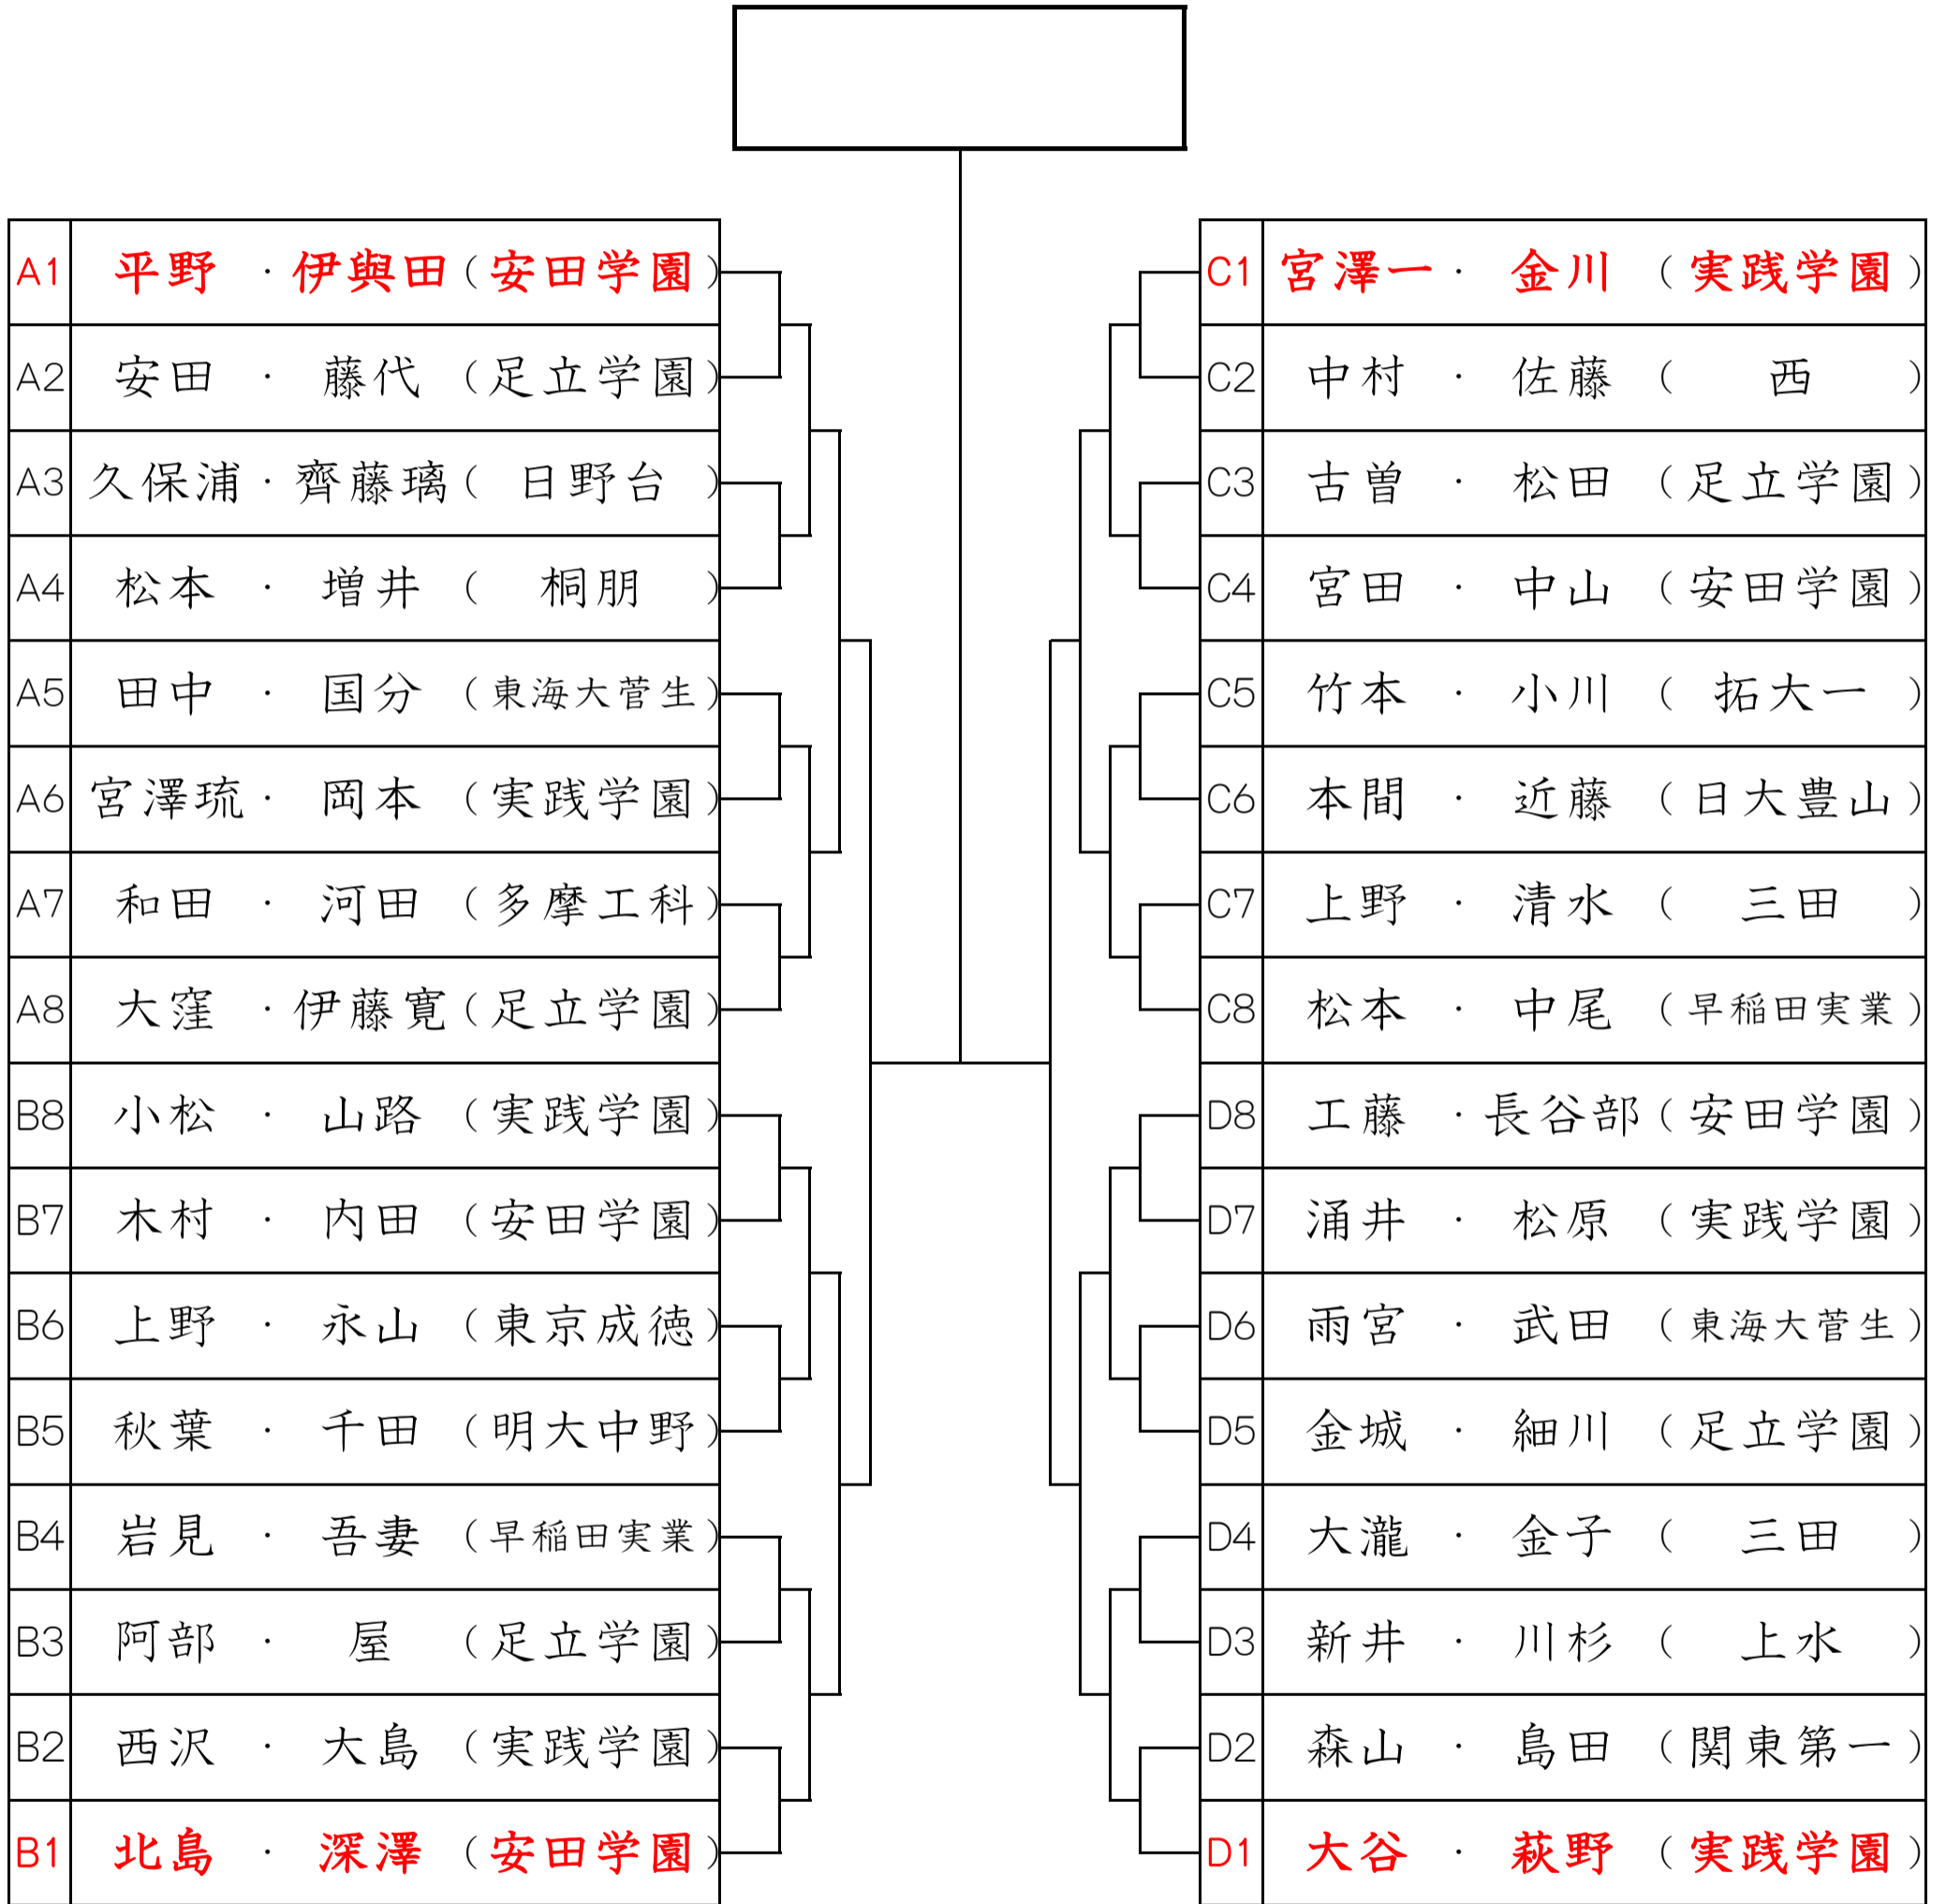 A1 平野 ・ 伊與田 (安田学園)
A2 安田 ・ 藤代 (足立学園)
A3 久保浦 ・ 齊藤璃 (日野台)
A4 松本 ・ 増井 (桐朋)
A5 田中 ・ 国分 (東海大菅生)
A6 宮澤琉 ・ 岡本 (実践学園)
A7 和田 ・ 河田 (多摩工科)
A8 大窪 ・ 伊藤寛 (足立学園)
B8 小松 ・ 山路 (実践学園)
B7 木村 ・ 内田 (安田学園)
B6 上野 ・ 永山 (東京成徳)
B5 秋葉 ・ 千田 (明大中野)
B4 岩見 ・ 吾妻 (早稲田実業)
B3 阿部 ・ 屋 (足立学園)
B2 西沢 ・ 大島 (実践学園)
B1 北島 ・ 深澤 (安田学園)
C1 宮澤一 ・ 金川 (実践学園)
C2 中村 ・ 佐藤 (西)
C3 古曽 ・ 松田 (足立学園)
C4 宮田 ・ 中山 (安田学園)
C5 竹本 ・ 小川 (拓大一)
C6 本間 ・ 近藤 (日大豊山)
C7 上野 ・ 清水 (三田)
C8 松本 ・ 中尾 (早稲田実業)
D8 工藤 ・ 長谷部 (安田学園)
D7 涌井 ・ 松原 (実践学園)
D6 雨宮 ・ 武田 (東海大菅生)
D5 金城 ・ 細川 (足立学園)
D4 大瀧 ・ 金子 (三田)
D3 新井 ・ 川杉 (上水)
D2 森山 ・ 島田 (関東第一)
D1 大谷 ・ 萩野 (実践学園)